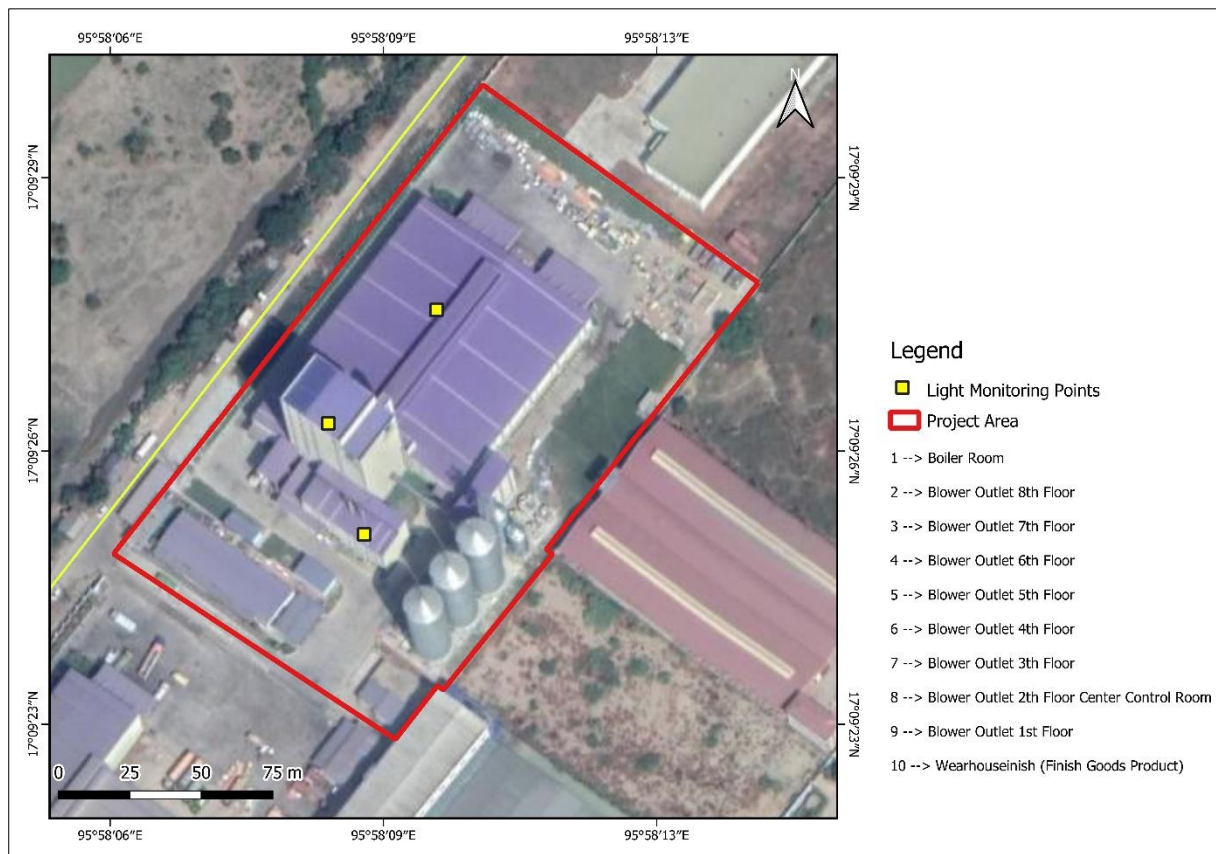 95°58'06"E
95°58'09"E
95°58'13"E
N
17°09'29"N
17°09'29"N
17°09'26"N
17°09'26"N
17°09'23"N
17°09'23"N
0 25 50 75 m
95°58'06"E
95°58'09"E
95°58'13"E
Legend
Light Monitoring Points
Project Area
1 --> Boiler Room
2 --> Blower Outlet 8th Floor
3 --> Blower Outlet 7th Floor
4 --> Blower Outlet 6th Floor
5 --> Blower Outlet 5th Floor
6 --> Blower Outlet 4th Floor
7 --> Blower Outlet 3th Floor
8 --> Blower Outlet 2th Floor Center Control Room
9 --> Blower Outlet 1st Floor
10 --> Wearhouseinish (Finish Goods Product)